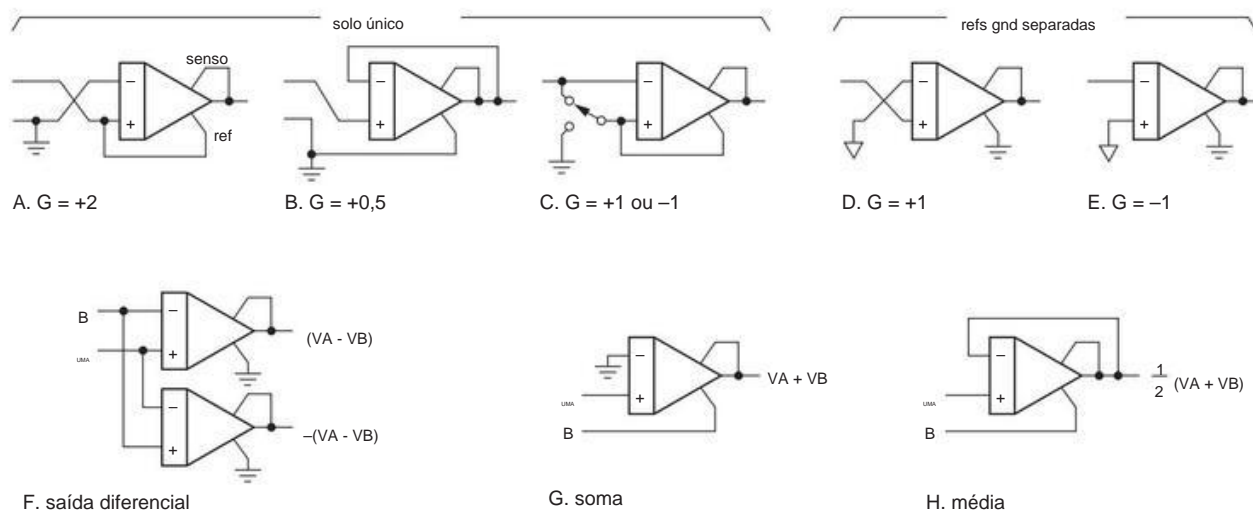 solo único
refs gnd separadas
senso
ref
– +
– +
– +
– +
– +
A. G = +2
B. G = +0,5
C. G = +1 ou –1
D. G = +1
E. G = –1
B
UMA
– +
(VA - VB)
– +
–(VA - VB)
– +
UMA
B
VA + VB
– +
UMA
B
1
2
(VA + VB)
F. saída diferencial
G. soma
H. média